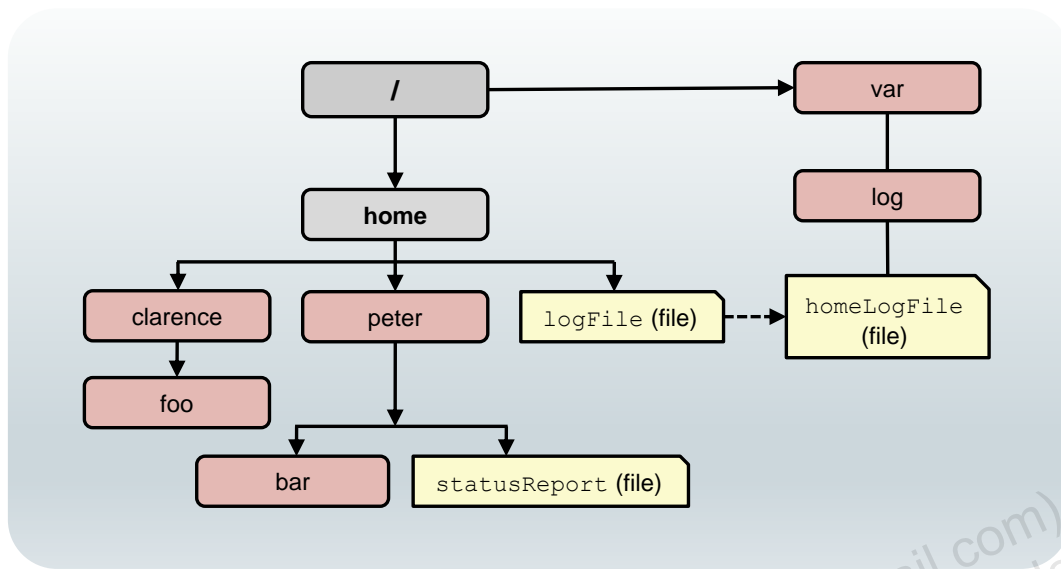 /
var
log
home
clarence
peter
logFile (file)
homeLogFile
(file)
foo
bar
statusReport (file)